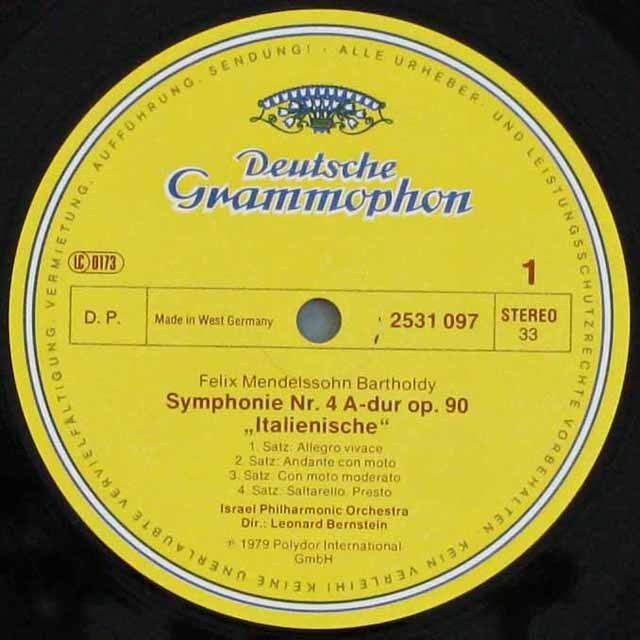 KEINE UNERLAUBTE VERVIELFÄLTIGUNG, VERMIETUNG, AUFFÜHRUNG, SENDUNG! · ALLE URHEBER- UND LEISTUNGSSCHUTZRECHTE VORBEHALTEN · KEIN VERLEIH!
Deutsche
Grammophon
LC 0173
1
D. P.
Made in West Germany
2531 097
STEREO
33
Felix Mendelssohn Bartholdy
Symphonie Nr. 4 A-dur op. 90
„Italienische“
1. Satz: Allegro vivace
2. Satz: Andante con moto
3. Satz: Con moto moderato
4. Satz: Saltarello. Presto
Israel Philharmonic Orchestra
Dir.: Leonard Bernstein
℗ 1979 Polydor International
GmbH